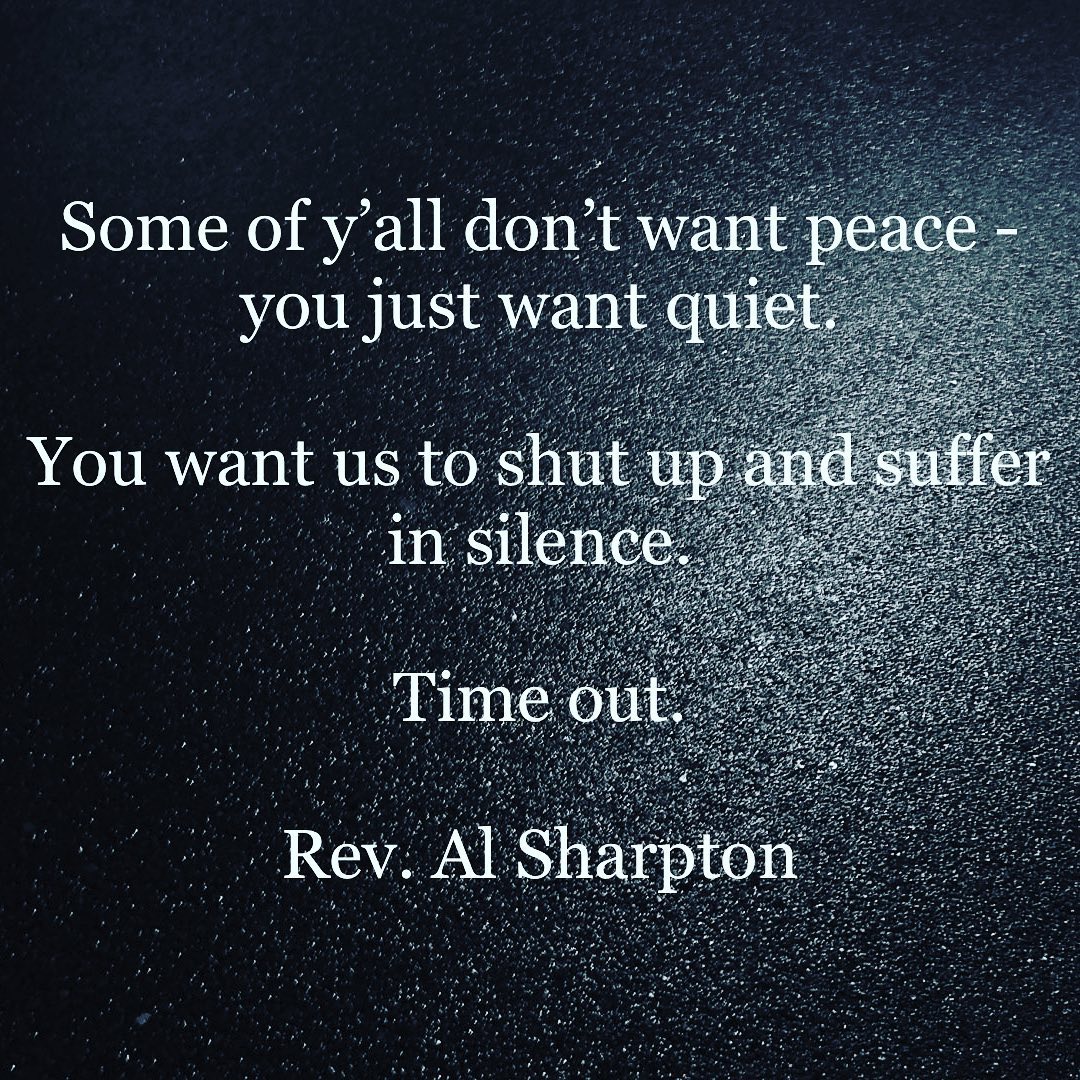 Some of y’all don’t want peace -
you just want quiet.
You want us to shut up and suffer
in silence.
Time out.
Rev. Al Sharpton